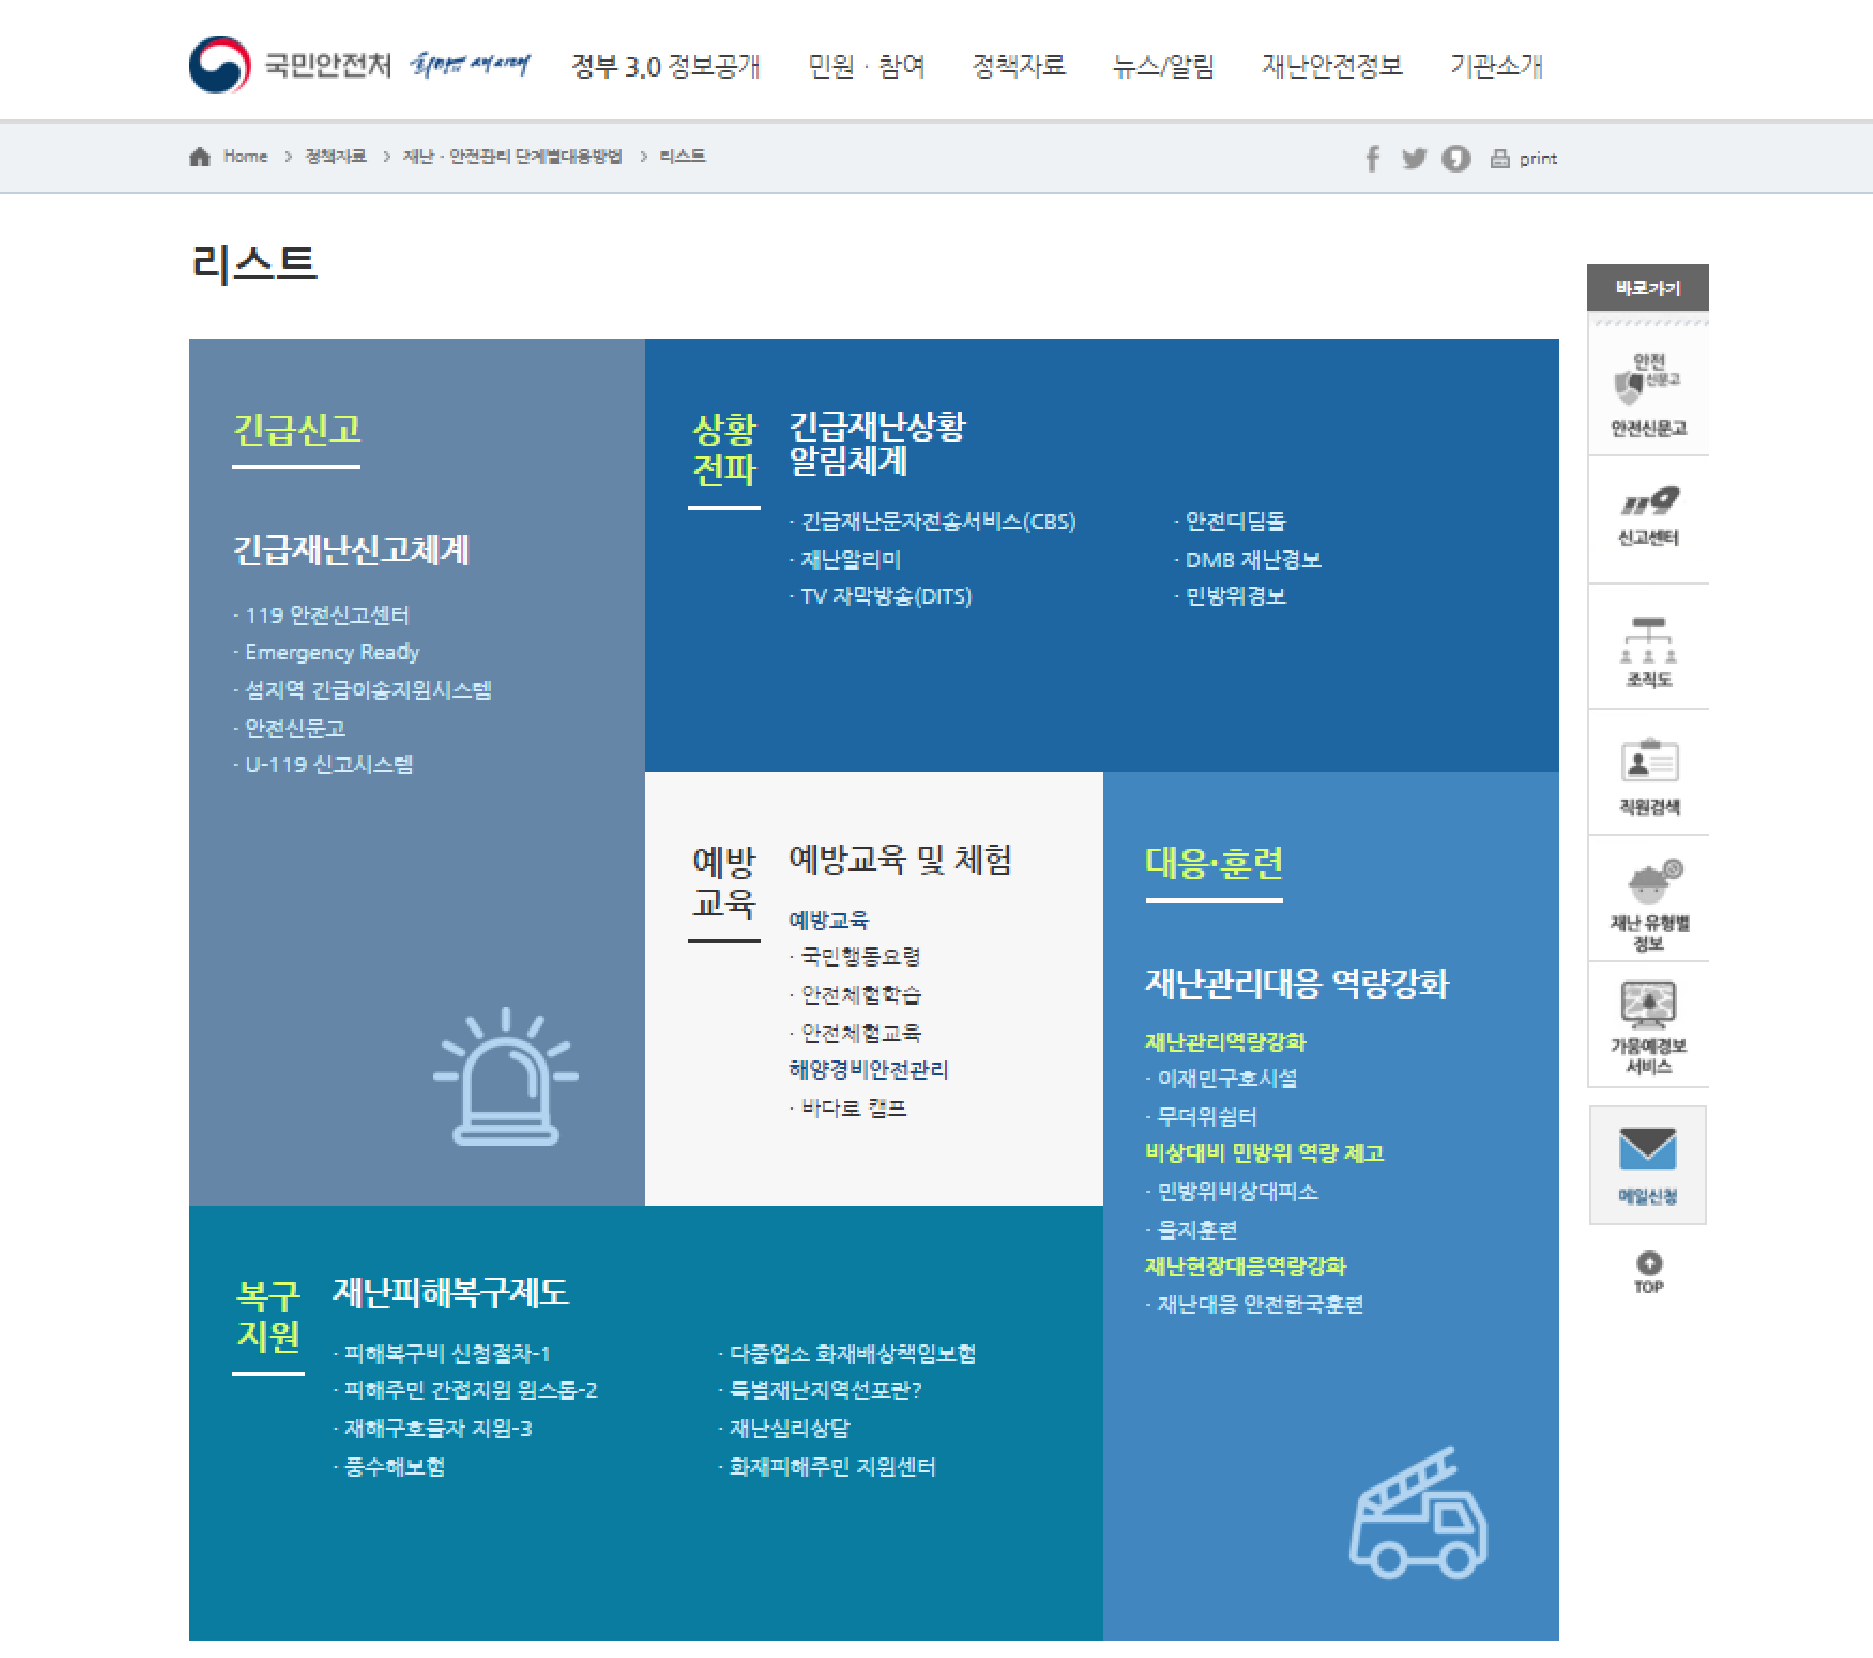 국민안전처 희망의 새시대 정부 3.0 정보공개 민원 · 참여 정책자료 뉴스/알림 재난안전정보 기관소개
Home > 정책자료 > 재난 · 안전관리 단계별대응방법 > 리스트
print
리스트
긴급신고
긴급재난신고체계
· 119 안전신고센터
· Emergency Ready
· 섬지역 긴급이송지원시스템
· 안전신문고
· U-119 신고시스템
상황
전파
긴급재난상황
알림체계
· 긴급재난문자전송서비스(CBS)
· 재난알리미
· TV 자막방송(DITS)
· 안전디딤돌
· DMB 재난경보
· 민방위경보
예방
교육
예방교육 및 체험
예방교육
· 국민행동요령
· 안전체험학습
· 안전체험교육
해양경비안전관리
· 바다로 캠프
대응·훈련
재난관리대응 역량강화
재난관리역량강화
· 이재민구호시설
· 무더위쉼터
비상대비 민방위 역량 제고
· 민방위비상대피소
· 을지훈련
재난현장대응역량강화
· 재난대응 안전한국훈련
복구
지원
재난피해복구제도
· 피해복구비 신청절차-1
· 피해주민 간접지원 원스톱-2
· 재해구호물자 지원-3
· 풍수해보험
· 다중업소 화재배상책임보험
· 특별재난지역선포란?
· 재난심리상담
· 화재피해주민 지원센터
바로가기
안전
신문고
안전신문고
119
신고센터
조직도
직원검색
재난 유형별
정보
가뭄예경보
서비스
메일신청
TOP